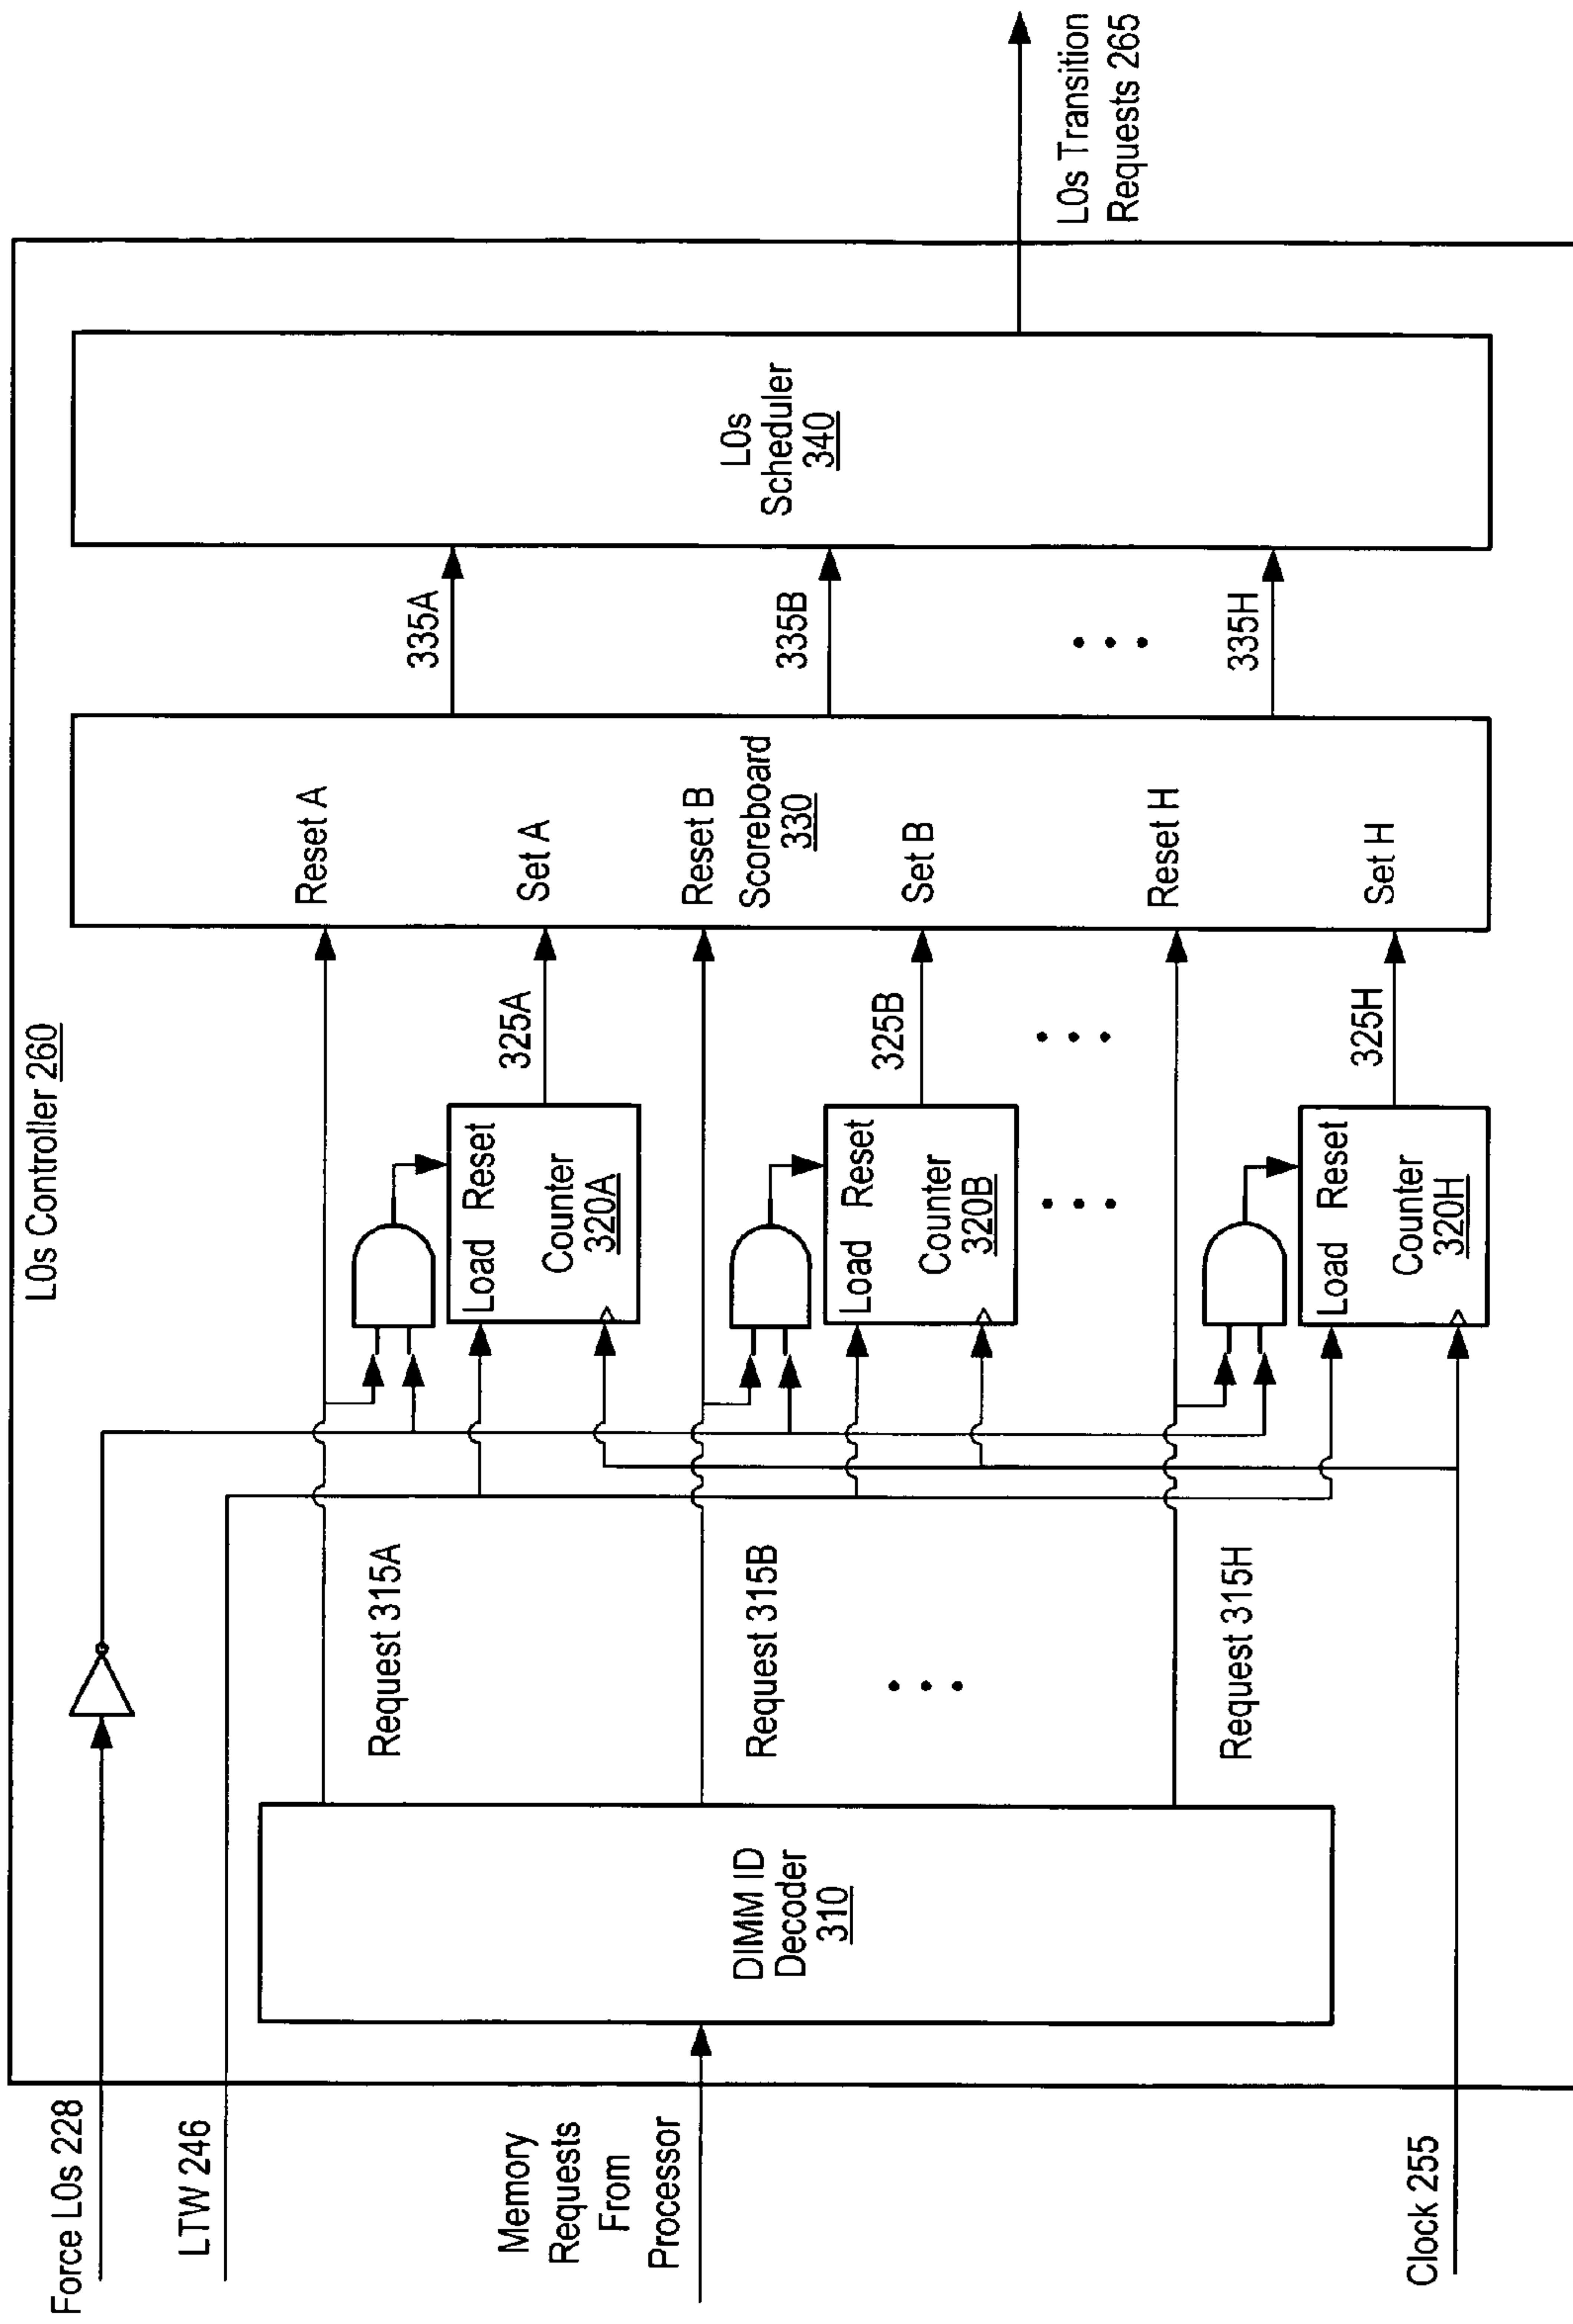 L0s Controller 260
Force L0s 228
LTW 246
Memory
Requests
From
Processor
Clock 255
DIMM ID
Decoder
310
Request 315A
Request 315B
Request 315H
Load Reset
Counter
320A
Load Reset
Counter
320B
Load Reset
Counter
320H
325A
325B
325H
Reset A
Set A
Reset B
Scoreboard
330
Set B
Reset H
Set H
335A
335B
335H
L0s
Scheduler
340
L0s Transition
Requests 265